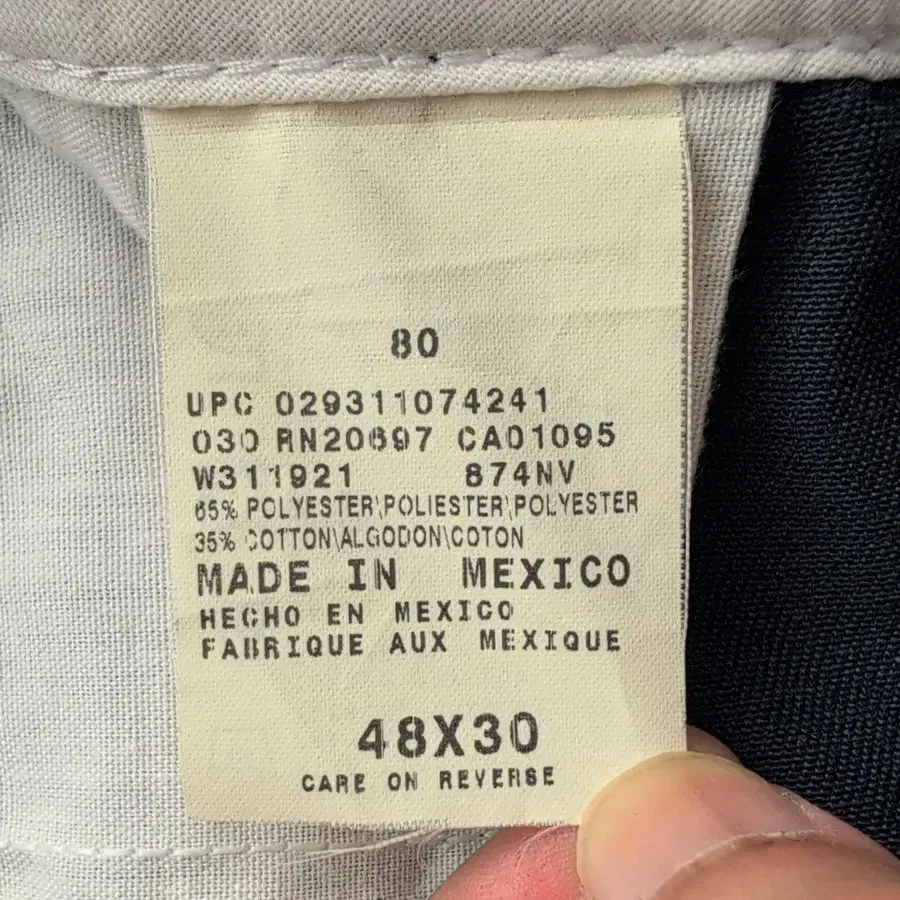 80
UPC 029311074241
030 RN20697 CA01095
W311921 874NV
65% POLYESTER\POLIESTER\POLYESTER
35% COTTON\ALGODON\COTON
MADE IN MEXICO
HECHO EN MEXICO
FABRIQUE AUX MEXIQUE
48X30
CARE ON REVERSE